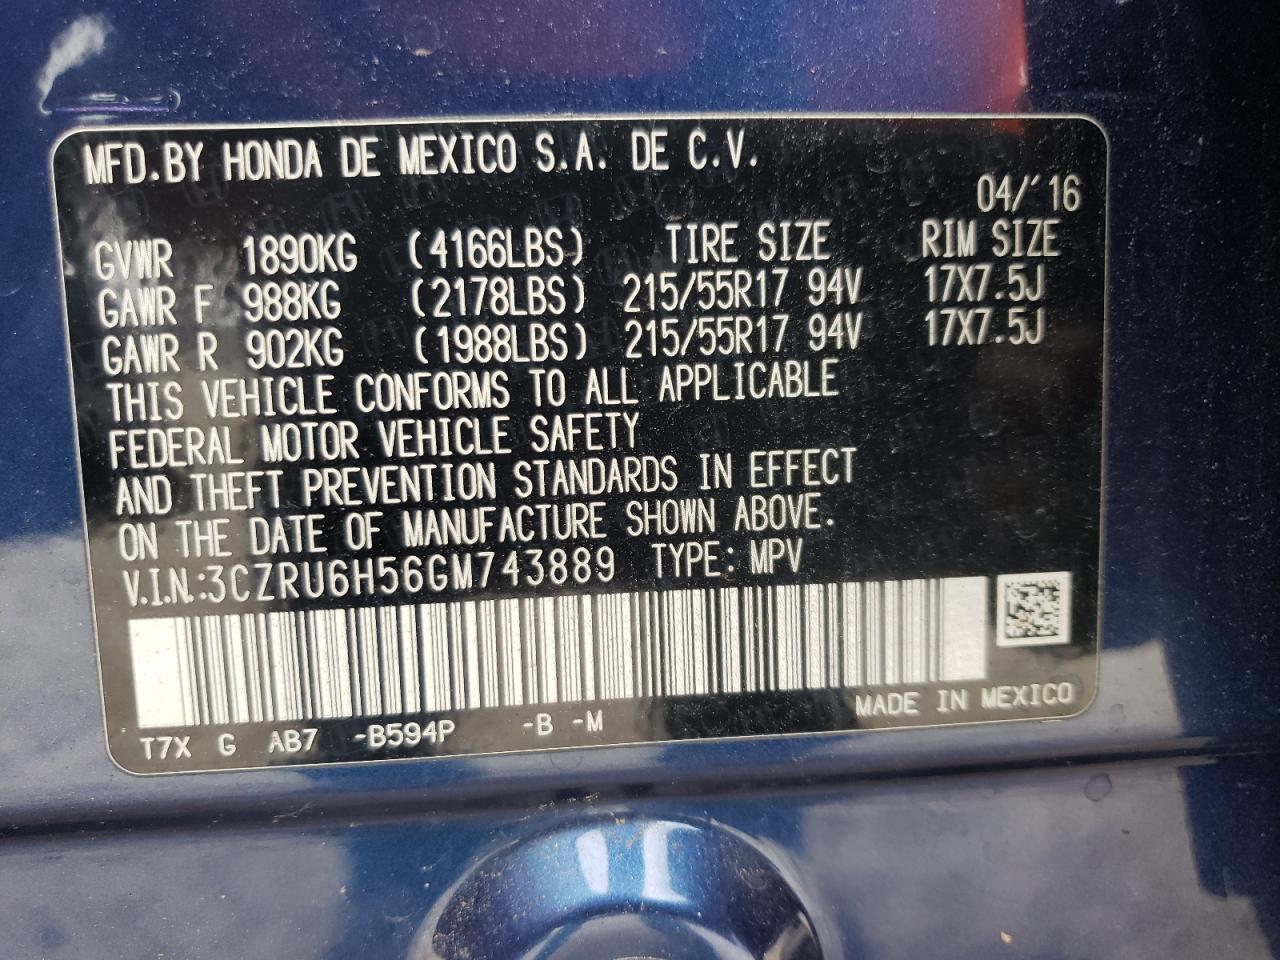 MFD.BY HONDA DE MEXICO S.A. DE C.V.
04/'16
GVWR 1890KG (4166LBS) TIRE SIZE RIM SIZE
GAWR F 988KG (2178LBS) 215/55R17 94V 17X7.5J
GAWR R 902KG (1988LBS) 215/55R17 94V 17X7.5J
THIS VEHICLE CONFORMS TO ALL APPLICABLE
FEDERAL MOTOR VEHICLE SAFETY
AND THEFT PREVENTION STANDARDS IN EFFECT
ON THE DATE OF MANUFACTURE SHOWN ABOVE.
V.I.N.:3CZRU6H56GM743889 TYPE: MPV
MADE IN MEXICO
T7X G AB7 -B594P -B -M